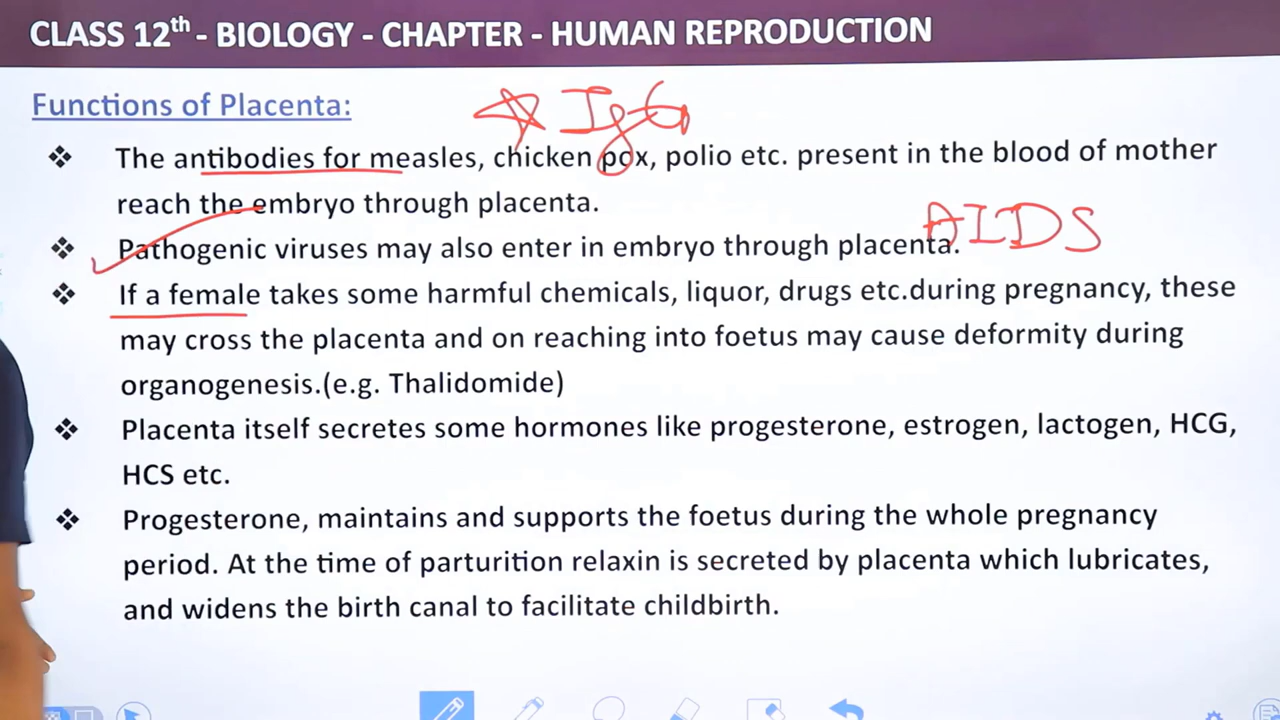 CLASS 12th - BIOLOGY - CHAPTER - HUMAN REPRODUCTION
Functions of Placenta:
IgG
❖ The antibodies for measles, chicken pox, polio etc. present in the blood of mother
reach the embryo through placenta.
AIDS
❖ Pathogenic viruses may also enter in embryo through placenta.
❖ If a female takes some harmful chemicals, liquor, drugs etc.during pregnancy, these
may cross the placenta and on reaching into foetus may cause deformity during
organogenesis.(e.g. Thalidomide)
❖ Placenta itself secretes some hormones like progesterone, estrogen, lactogen, HCG,
HCS etc.
❖ Progesterone, maintains and supports the foetus during the whole pregnancy
period. At the time of parturition relaxin is secreted by placenta which lubricates,
and widens the birth canal to facilitate childbirth.